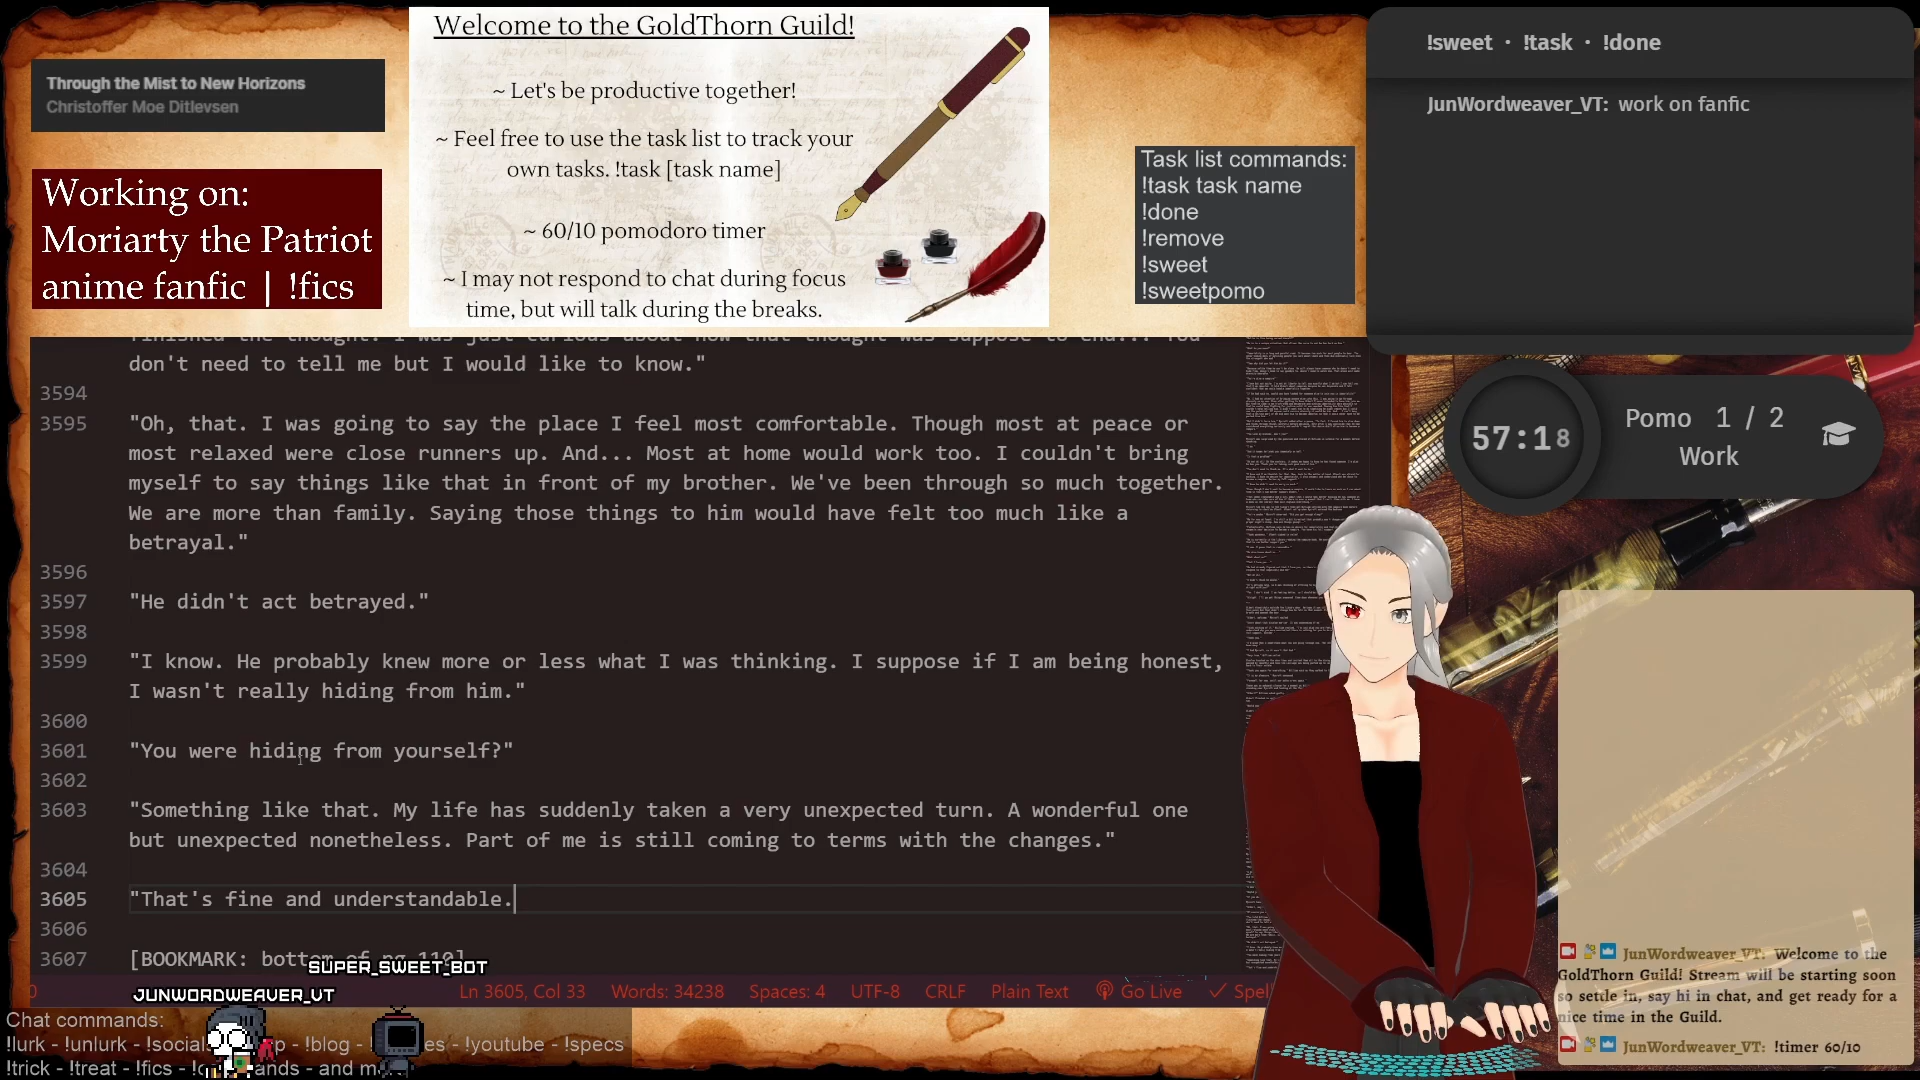 Welcome to the GoldThorn Guild!
~ Let's be productive together!
~ Feel free to use the task list to track your
own tasks. !task [task name]
~ 60/10 pomodoro timer
~ I may not respond to chat during focus
time, but will talk during the breaks.
Through the Mist to New Horizons
Christoffer Moe Ditlevsen
Working on:
Moriarty the Patriot
anime fanfic | !fics
Task list commands:
!task task name
!done
!remove
!sweet
!sweetpomo
!sweet · !task · !done
JunWordweaver_VT: work on fanfic
57:18
Pomo 1 / 2
Work
don't need to tell me but I would like to know."
3594
3595 "Oh, that. I was going to say the place I feel most comfortable. Though most at peace or
most relaxed were close runners up. And... Most at home would work too. I couldn't bring
myself to say things like that in front of my brother. We've been through so much together.
We are more than family. Saying those things to him would have felt too much like a
betrayal."
3596
3597 "He didn't act betrayed."
3598
3599 "I know. He probably knew more or less what I was thinking. I suppose if I am being honest,
I wasn't really hiding from him."
3600
3601 "You were hiding from yourself?"
3602
3603 "Something like that. My life has suddenly taken a very unexpected turn. A wonderful one
but unexpected nonetheless. Part of me is still coming to terms with the changes."
3604
3605 "That's fine and understandable.
3606
3607 [BOOKMARK: bottom of pg 110]
SUPER_SWEET_BOT
JUNWORDWEAVER_VT
Ln 3605, Col 33 Words: 34238 Spaces: 4 UTF-8 CRLF Plain Text Go Live Spell
Chat commands:
!lurk - !unlurk - !social - !blog - - !youtube - !specs
!trick - !treat - !fics - - and
JunWordweaver_VT: Welcome to the
GoldThorn Guild! Stream will be starting soon
so settle in, say hi in chat, and get ready for a
nice time in the Guild.
JunWordweaver_VT: !timer 60/10